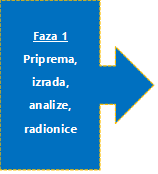 Faza 1
Priprema,
izrada,
analize,
radionice